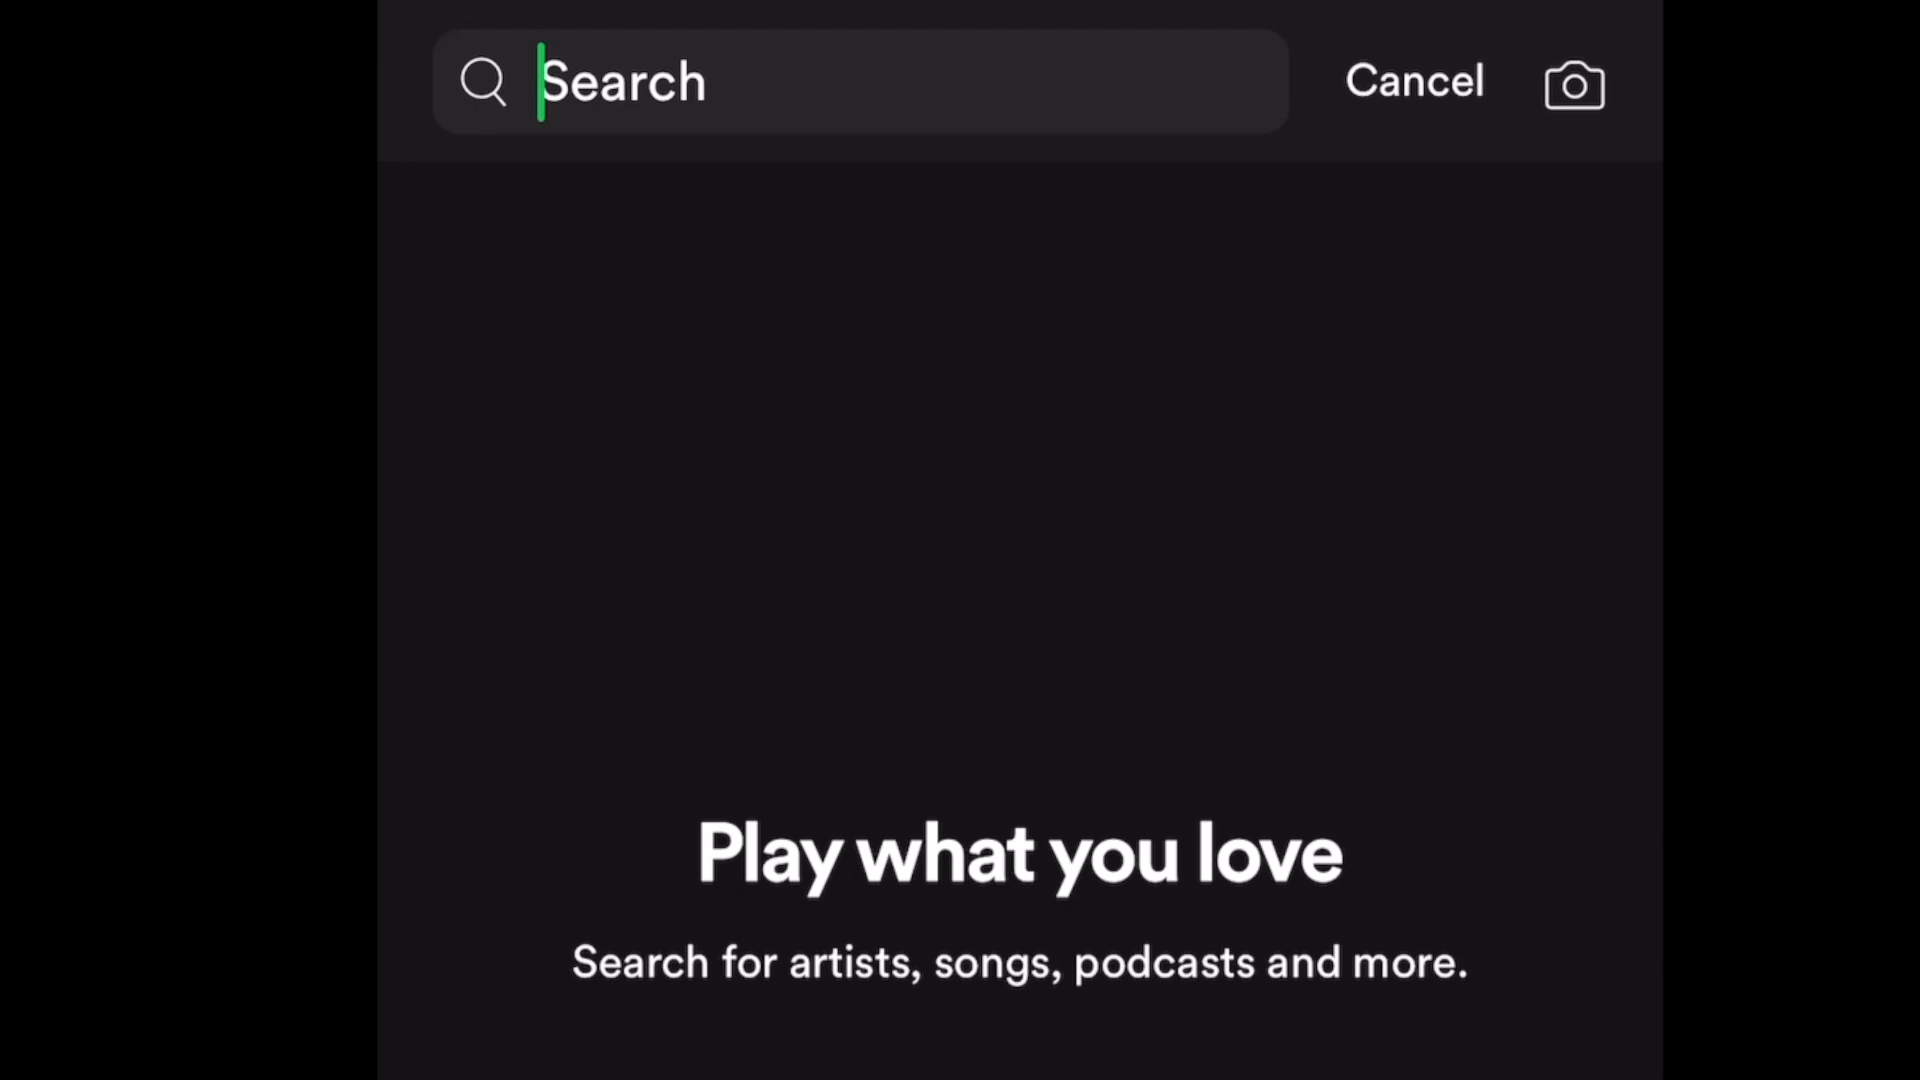 Search
Cancel
Play what you love
Search for artists, songs, podcasts and more.